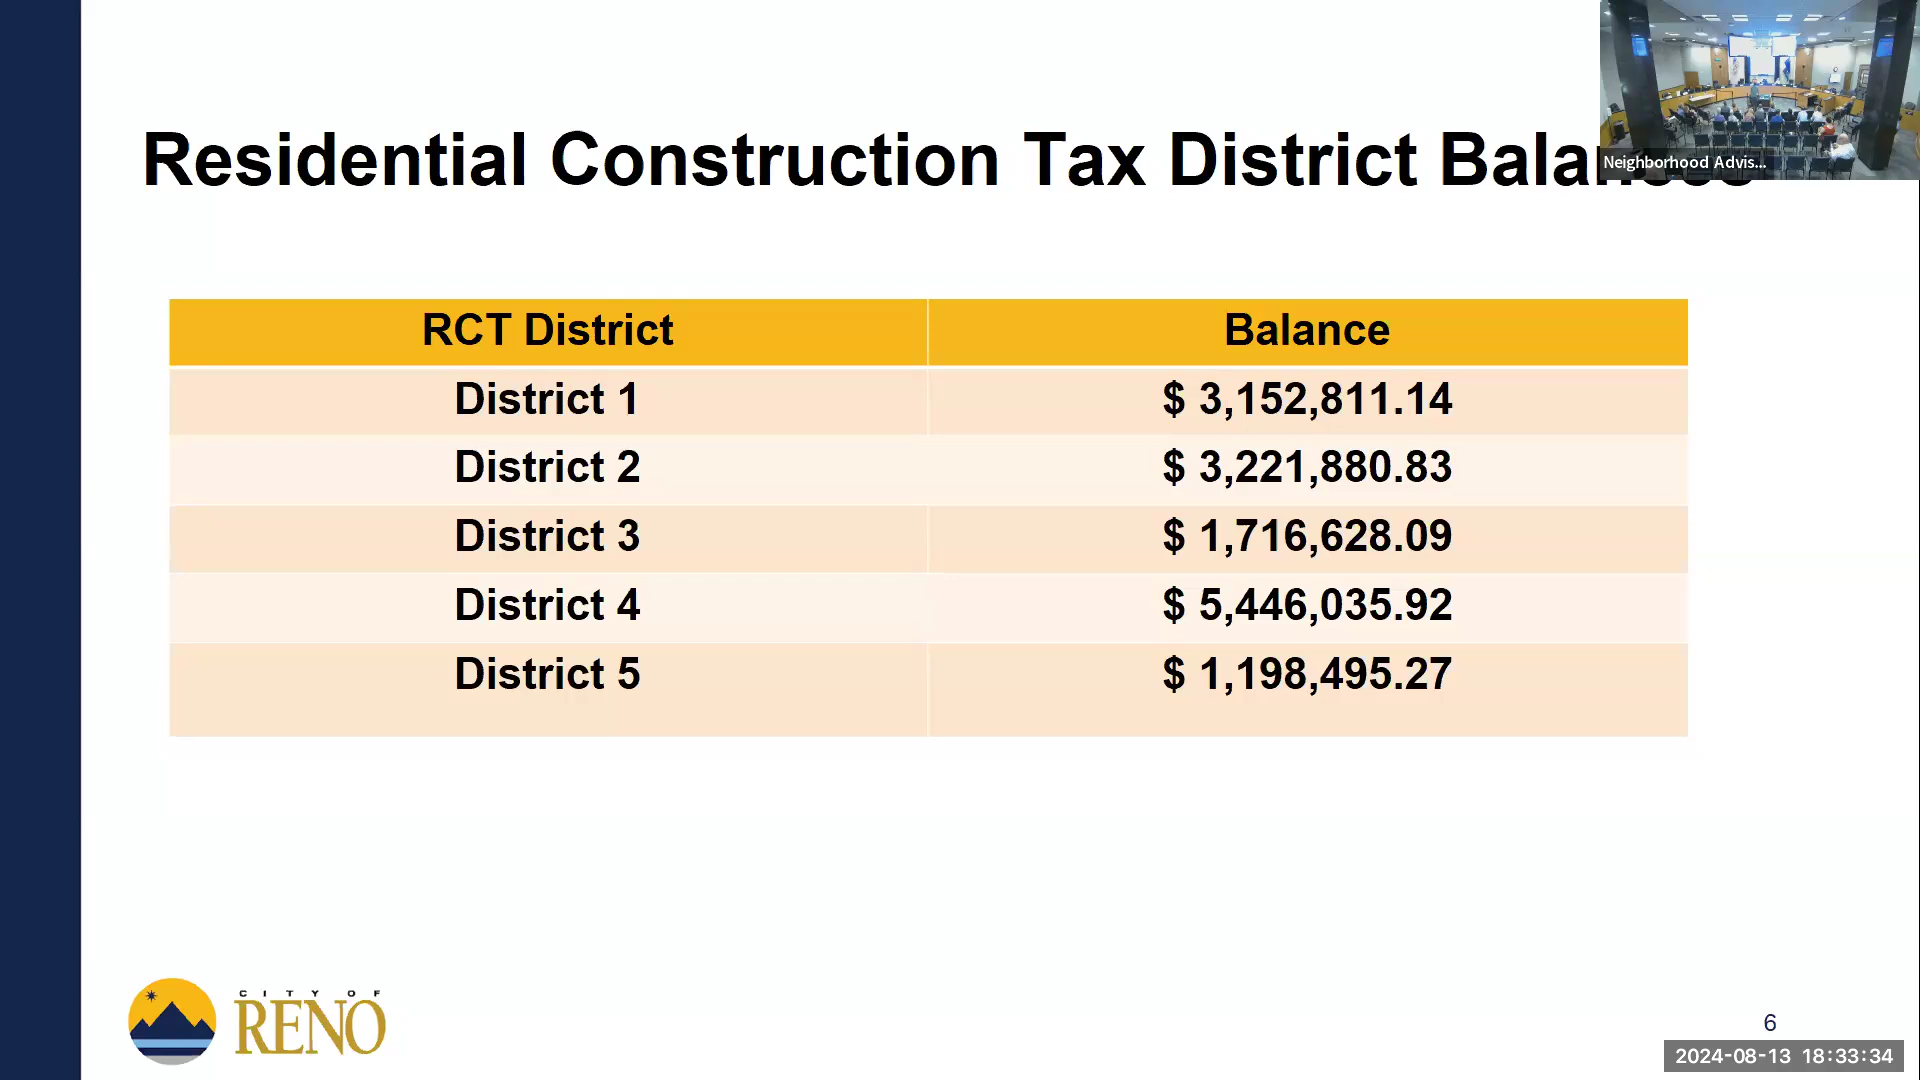 Residential Construction Tax District
Neighborhood Advis...
RCT District Balance
District 1 $ 3,152,811.14
District 2 $ 3,221,880.83
District 3 $ 1,716,628.09
District 4 $ 5,446,035.92
District 5 $ 1,198,495.27
CITY OF
RENO
6
2024-08-13 18:33:34